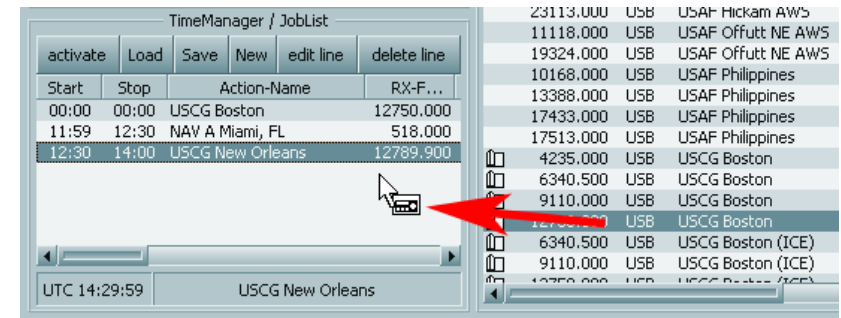 TimeManager / JobList
activate Load Save New edit line delete line
Start Stop Action-Name RX-F...
00:00 00:00 USCG Boston 12750.000
11:59 12:30 NAV A Miami, FL 518.000
12:30 14:00 USCG New Orleans 12789.900
UTC 14:29:59 USCG New Orleans
23113.000 USB USAF Hickam AWS
11118.000 USB USAF Offutt NE AWS
19324.000 USB USAF Offutt NE AWS
10168.000 USB USAF Philippines
13388.000 USB USAF Philippines
17433.000 USB USAF Philippines
17513.000 USB USAF Philippines
4235.000 USB USCG Boston
6340.500 USB USCG Boston
9110.000 USB USCG Boston
USB USCG Boston
6340.500 USB USCG Boston (ICE)
9110.000 USB USCG Boston (ICE)
12750.000 USB USCG Boston (ICE)